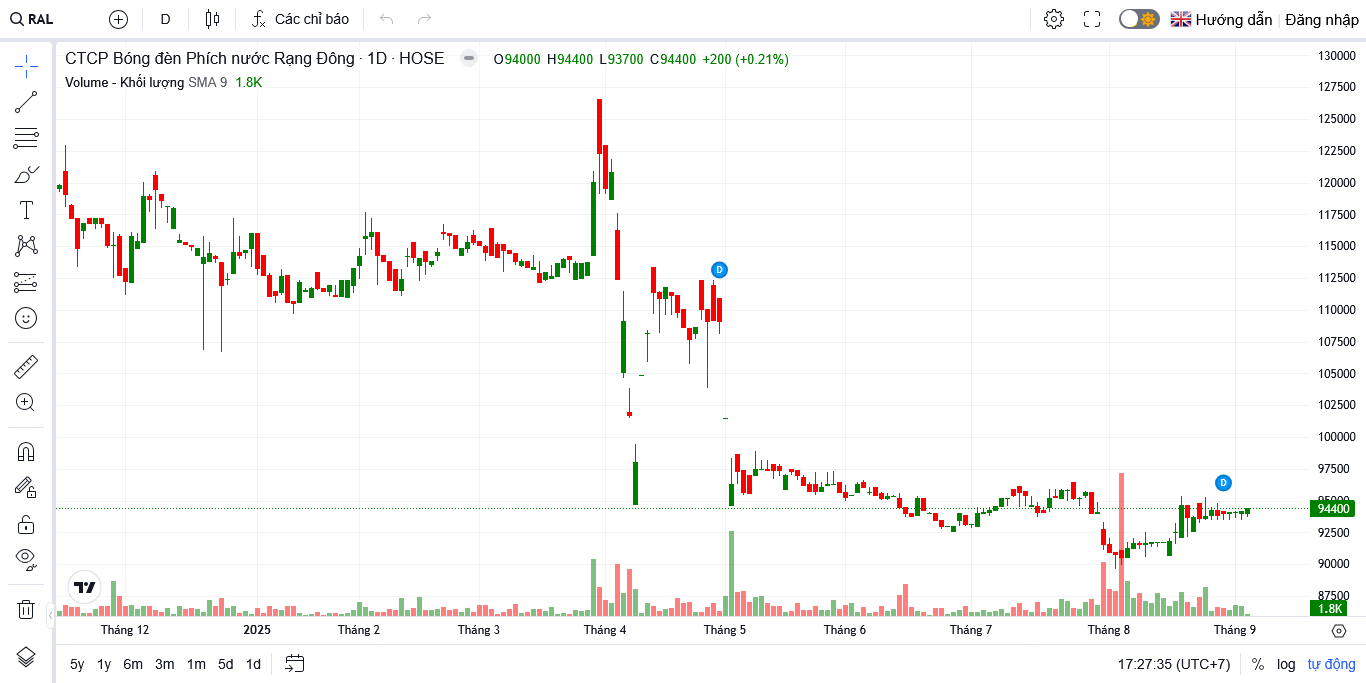 RAL D Các chỉ báo Hướng dẫn Đăng nhập
CTCP Bóng đèn Phích nước Rạng Đông · 1D · HOSE O94000 H94400 L93700 C94400 +200 (+0.21%)
Volume - Khối lượng SMA 9 1.8K
130000
127500
125000
122500
120000
117500
115000
112500
110000
107500
105000
102500
100000
97500
95000
94400
92500
90000
87500
1.8K
D
D
Tháng 12 2025 Tháng 2 Tháng 3 Tháng 4 Tháng 5 Tháng 6 Tháng 7 Tháng 8 Tháng 9
5y 1y 6m 3m 1m 5d 1d 17:27:35 (UTC+7) % log tự động